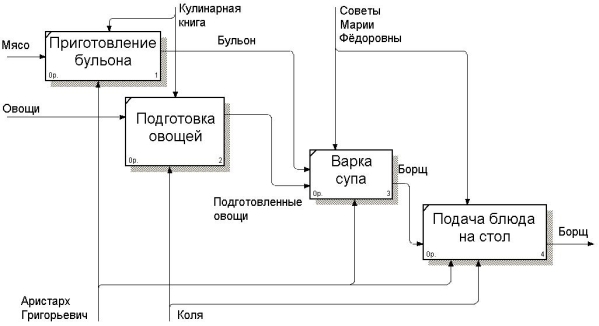 Кулинарная
книга
Советы
Марии
Фёдоровны
Мясо
Приготовление
бульона
0р.
1
Бульон
Овощи
Подготовка
овощей
0р.
2
Варка
супа
0р.
3
Борщ
Подготовленные
овощи
Подача блюда
на стол
0р.
4
Борщ
Аристарх
Григорьевич
Коля